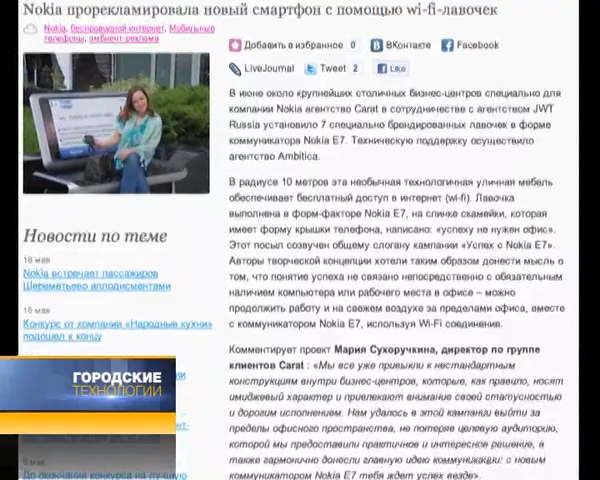 Nokia прорекламировала новый смартфон с помощью wi-fi-лавочек
Nokia, беспроводной интернет, Мобильные
телефоны, эмбиент-реклама
Добавить в избранное 0 ВКонтакте Facebook
LiveJournal Tweet 2 Like
В июне около крупнейших столичных бизнес-центров специально для
компании Nokia агентство Carat в сотрудничестве с агентством JWT
Russia установило 7 специально брендированных лавочек в форме
коммуникатора Nokia E7. Техническую поддержку осуществило
агентство Ambitica.
В радиусе 10 метров эта необычная технологичная уличная мебель
обеспечивает бесплатный доступ в интернет (wi-fi). Лавочка
выполнена в форм-факторе Nokia E7, на спинке скамейки, которая
имеет форму крышки телефона, написано: «успеху не нужен офис».
Этот посыл созвучен общему слогану кампании «Успех с Nokia E7».
Авторы творческой концепции хотели таким образом донести мысль о
том, что понятие успеха не связано непосредственно с обязательным
наличием компьютера или рабочего места в офисе – можно
продолжить работу и на свежем воздухе за пределами офиса, вместе
с коммуникатором Nokia E7, используя Wi-Fi соединение.
Комментирует проект Мария Сухоручкина, директор по группе
клиентов Carat : «Мы все уже привыкли к нестандартным
конструкциям внутри бизнес-центров, которые, как правило, носят
имиджевый характер и привлекают внимание своей статусностью
и дорогим исполнением. Нам удалось в этой кампании выйти за
пределы офисного пространства, не потеряв целевую аудиторию,
которой мы предоставили практичное и интересное решение, а
также гармонично донесли главную идею коммуникации: с новым
коммуникатором Nokia E7 тебя ждет успех везде».
Новости по теме
18 мая
Nokia встречает пассажиров
Шереметьево аплодисментами
16 мая
Конкурс от компании «Народные кухни»
подошел к концу
ГОРОДСКИЕ
ТЕХНОЛОГИИ
6 мая
До окончания конкурса на лучшую